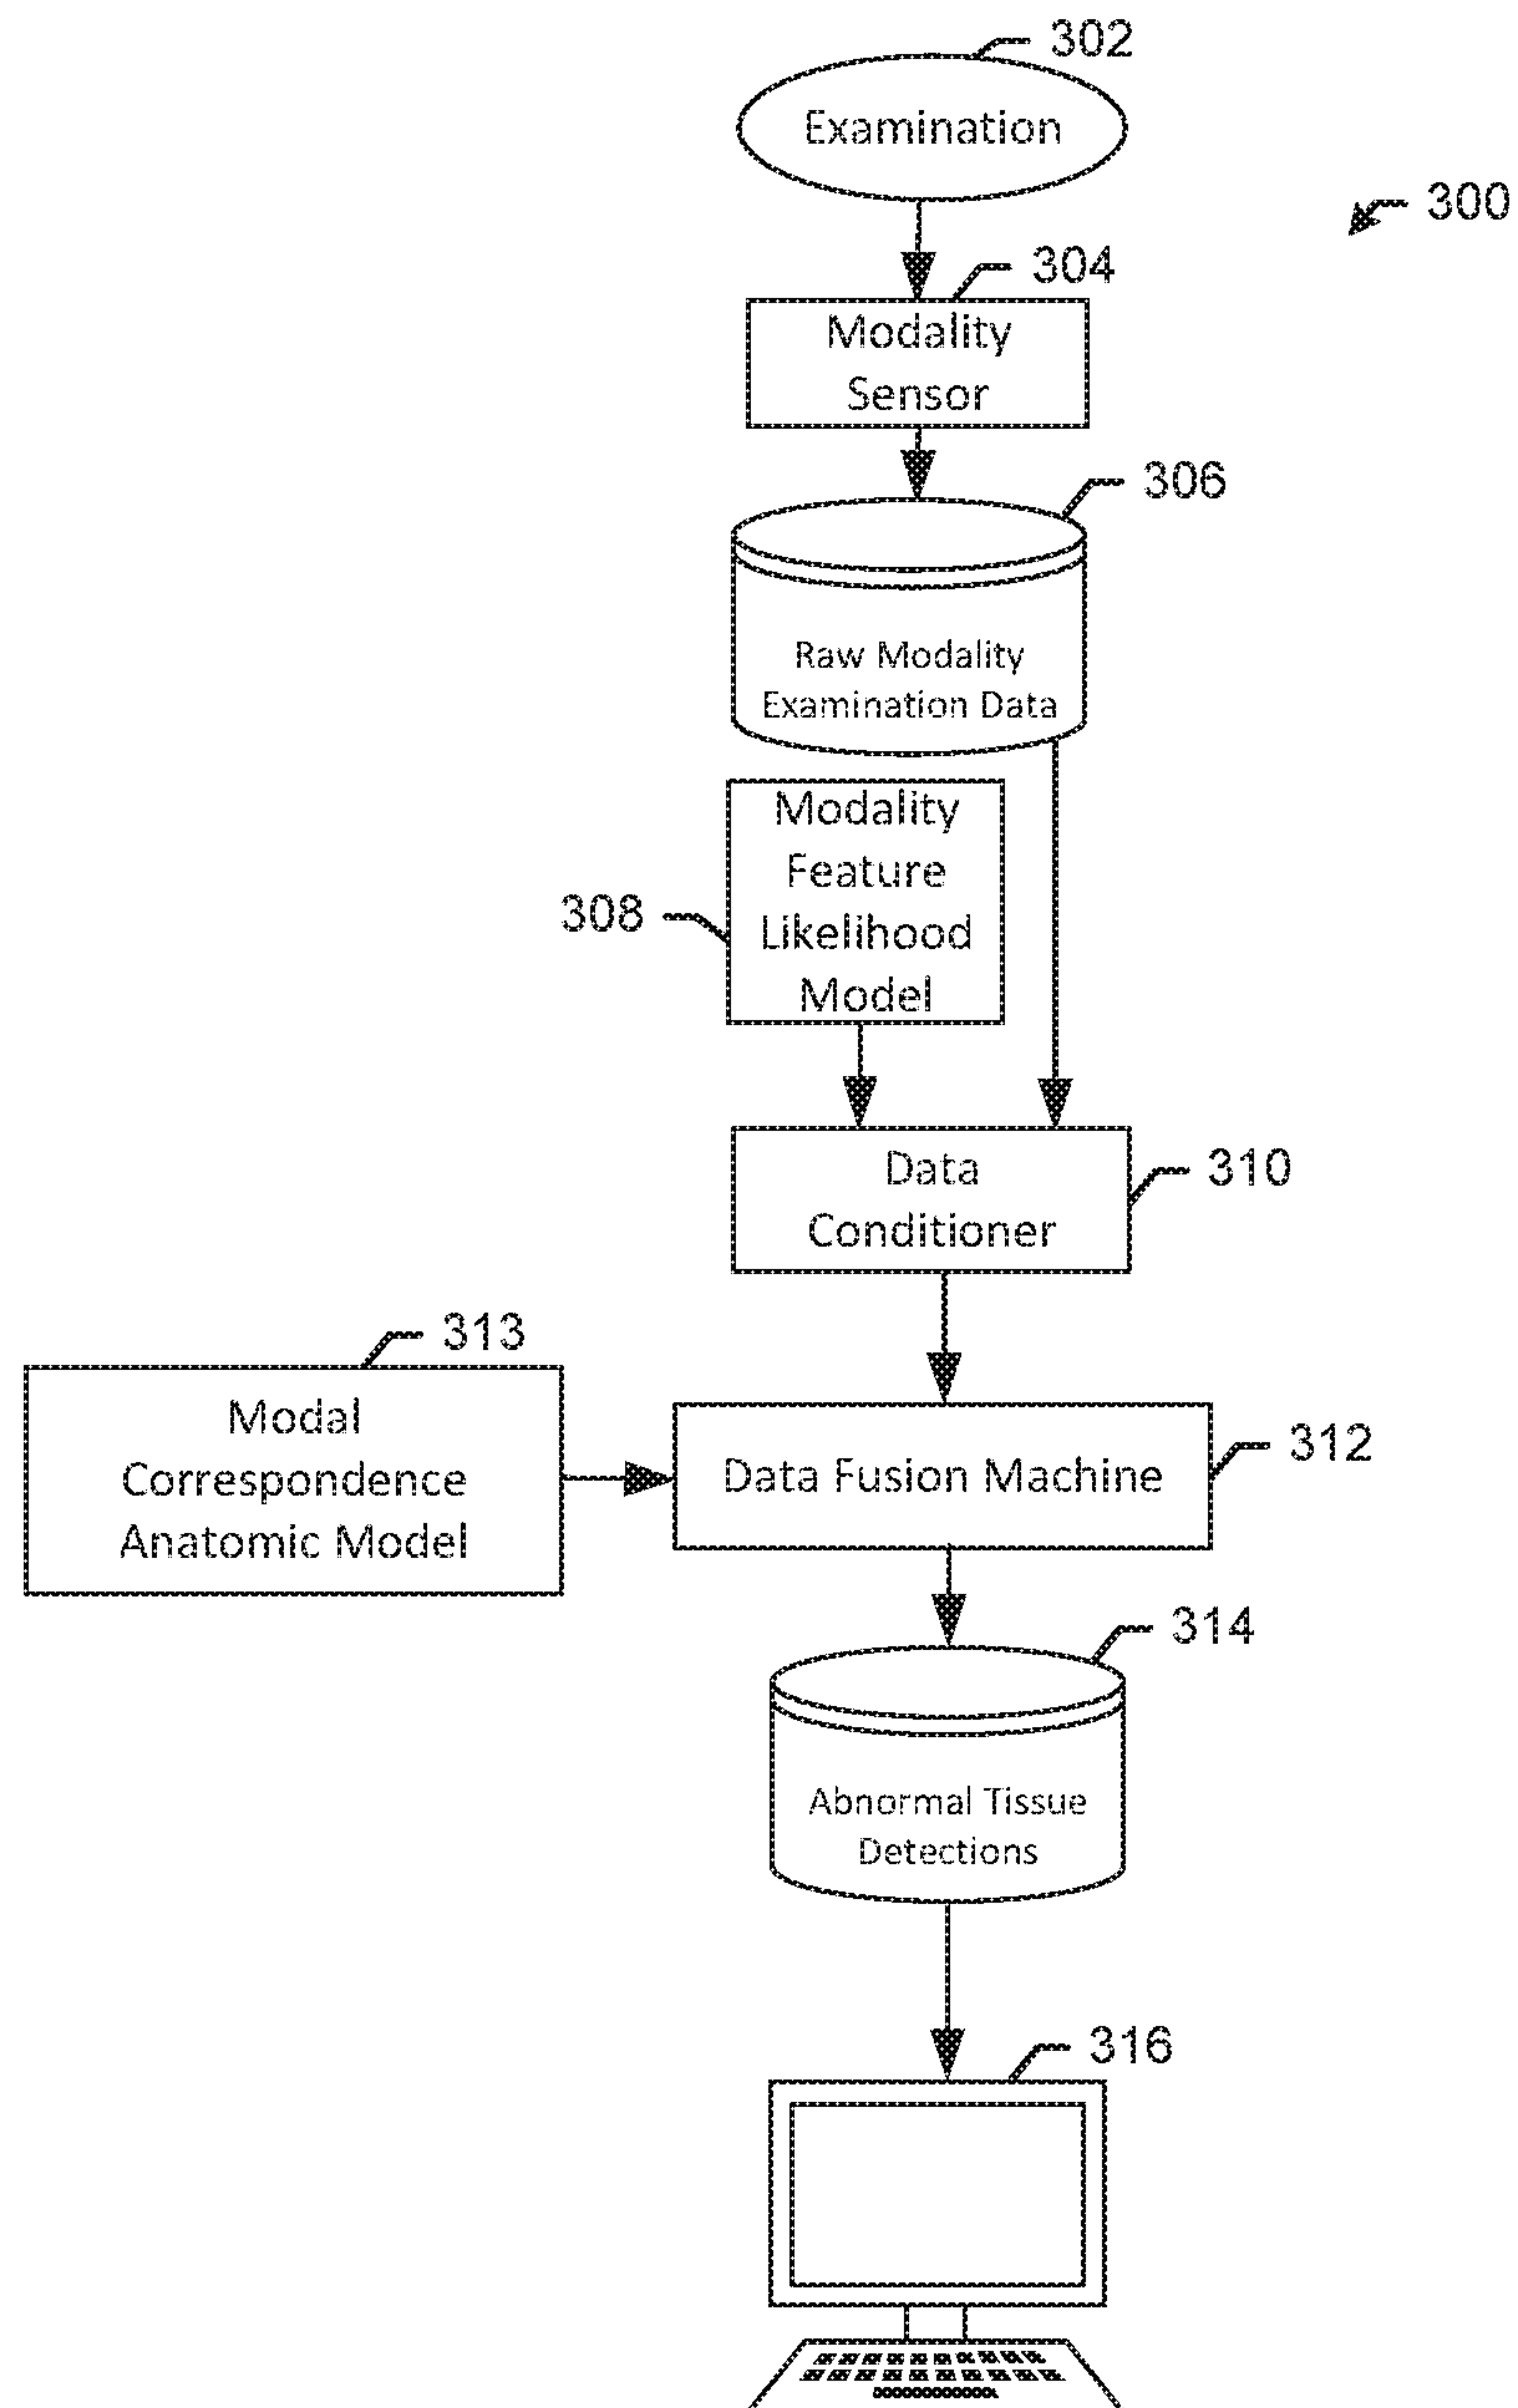 302
Examination
300
304
Modality
Sensor
306
Raw Modality
Examination Data
Modality
Feature
308
Likelihood
Model
Data
310
Conditioner
313
Modal
Correspondence
Anatomic Model
312
Data Fusion Machine
314
Abnormal Tissue
Detections
316